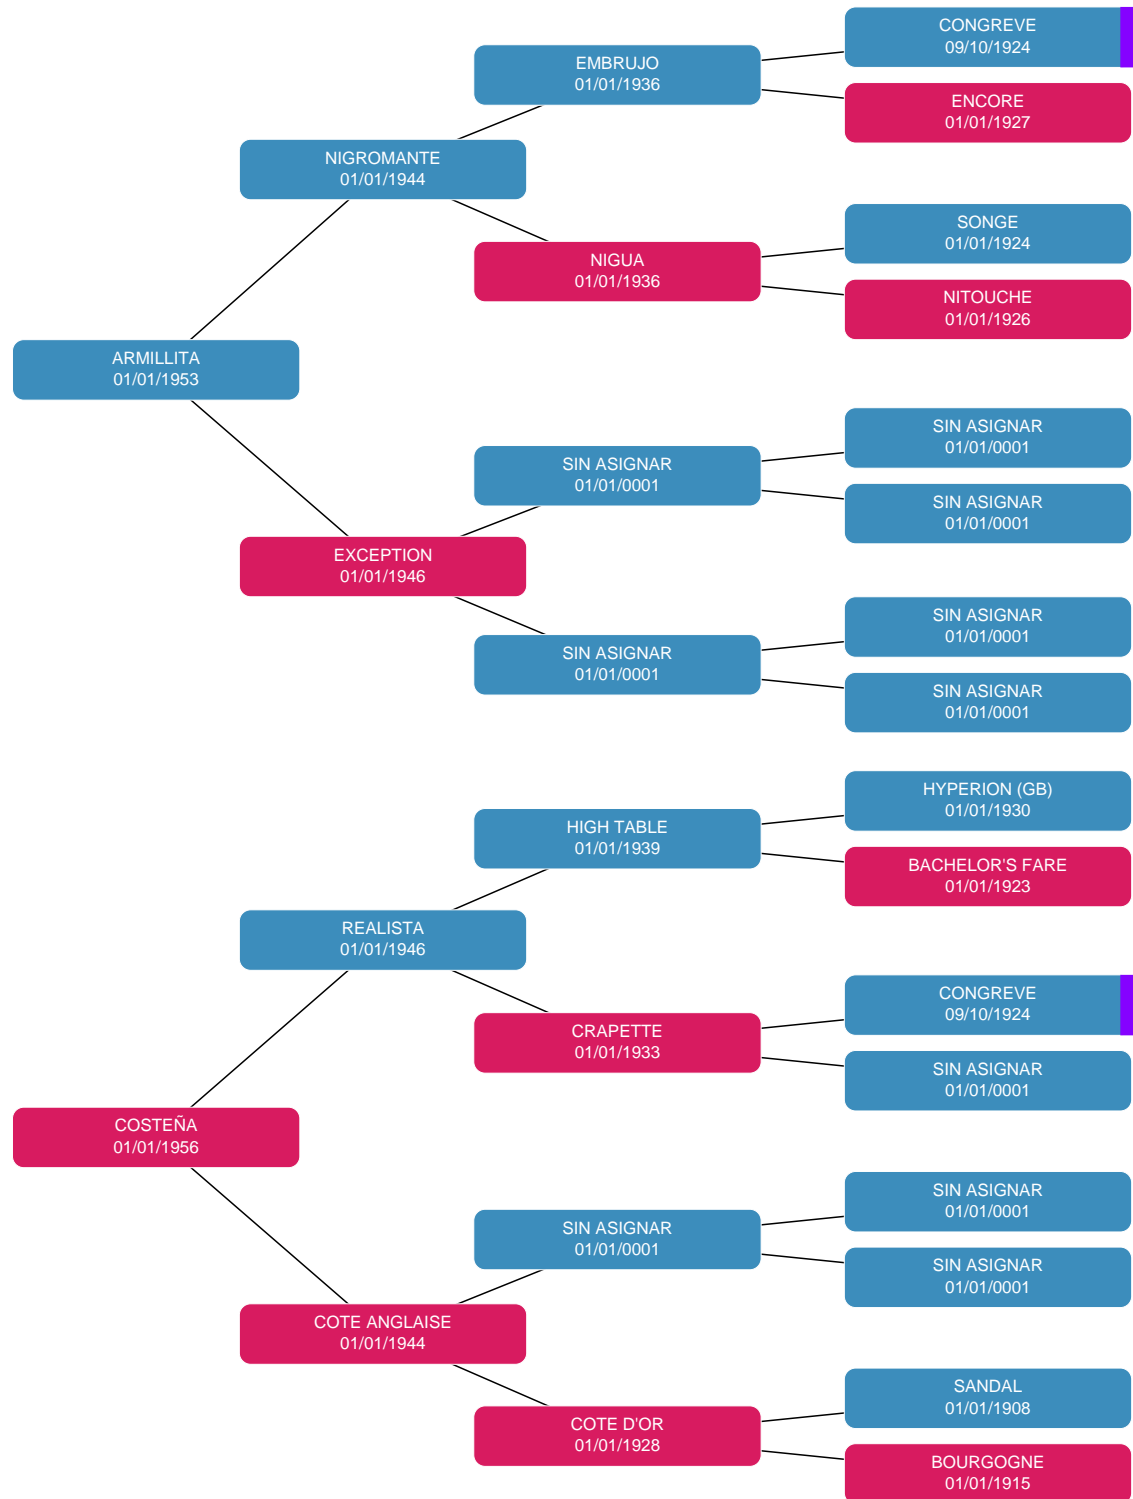 CONGREVE
09/10/1924
EMBRUJO
01/01/1936
ENCORE
01/01/1927
NIGROMANTE
01/01/1944
SONGE
01/01/1924
NIGUA
01/01/1936
NITOUCHE
01/01/1926
ARMILLITA
01/01/1953
SIN ASIGNAR
01/01/0001
SIN ASIGNAR
01/01/0001
SIN ASIGNAR
01/01/0001
EXCEPTION
01/01/1946
SIN ASIGNAR
01/01/0001
SIN ASIGNAR
01/01/0001
SIN ASIGNAR
01/01/0001
HYPERION (GB)
01/01/1930
HIGH TABLE
01/01/1939
BACHELOR'S FARE
01/01/1923
REALISTA
01/01/1946
CONGREVE
09/10/1924
CRAPETTE
01/01/1933
SIN ASIGNAR
01/01/0001
COSTEÑA
01/01/1956
SIN ASIGNAR
01/01/0001
SIN ASIGNAR
01/01/0001
SIN ASIGNAR
01/01/0001
COTE ANGLAISE
01/01/1944
SANDAL
01/01/1908
COTE D'OR
01/01/1928
BOURGOGNE
01/01/1915